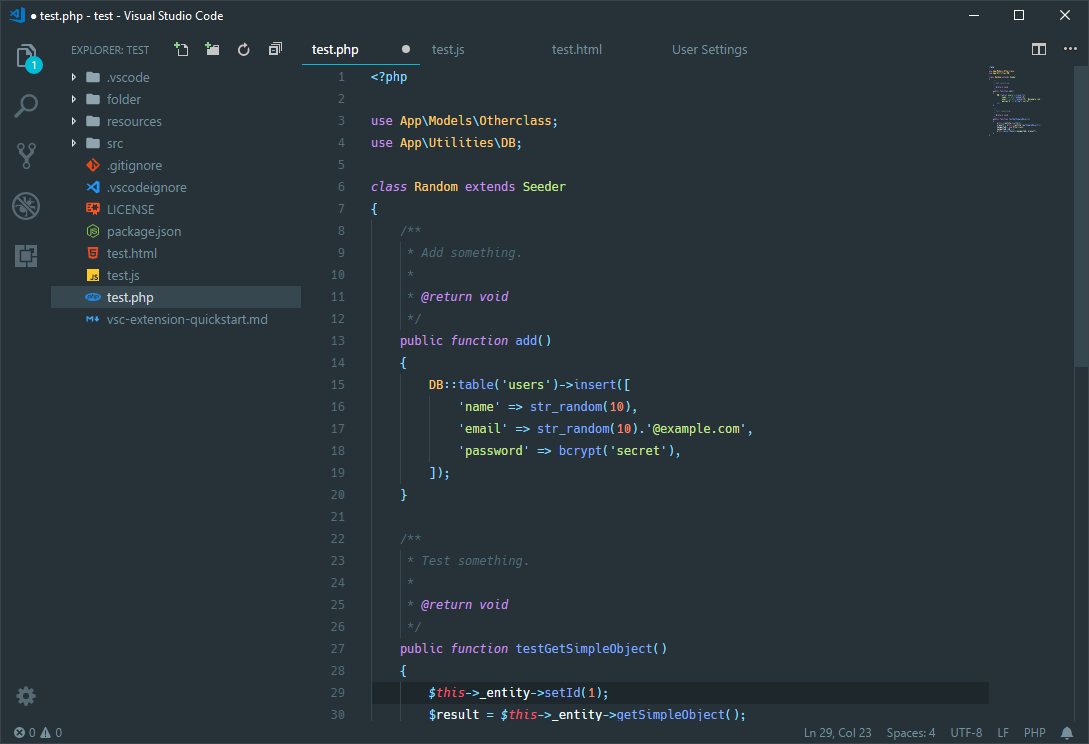 ● test.php - test - Visual Studio Code
EXPLORER: TEST
test.php
test.js
test.html
User Settings
1
.vscode
folder
resources
src
.gitignore
.vscodeignore
LICENSE
package.json
test.html
test.js
test.php
vsc-extension-quickstart.md
1 <?php
2
3 use App\Models\Otherclass;
4 use App\Utilities\DB;
5
6 class Random extends Seeder
7 {
8 /**
9 * Add something.
10 *
11 * @return void
12 */
13 public function add()
14 {
15 DB::table('users')->insert([
16 'name' => str_random(10),
17 'email' => str_random(10).'@example.com',
18 'password' => bcrypt('secret'),
19 ]);
20 }
21
22 /**
23 * Test something.
24 *
25 * @return void
26 */
27 public function testGetSimpleObject()
28 {
29 $this->_entity->setId(1);
30 $result = $this->_entity->getSimpleObject();
0 0
Ln 29, Col 23
Spaces: 4
UTF-8
LF
PHP